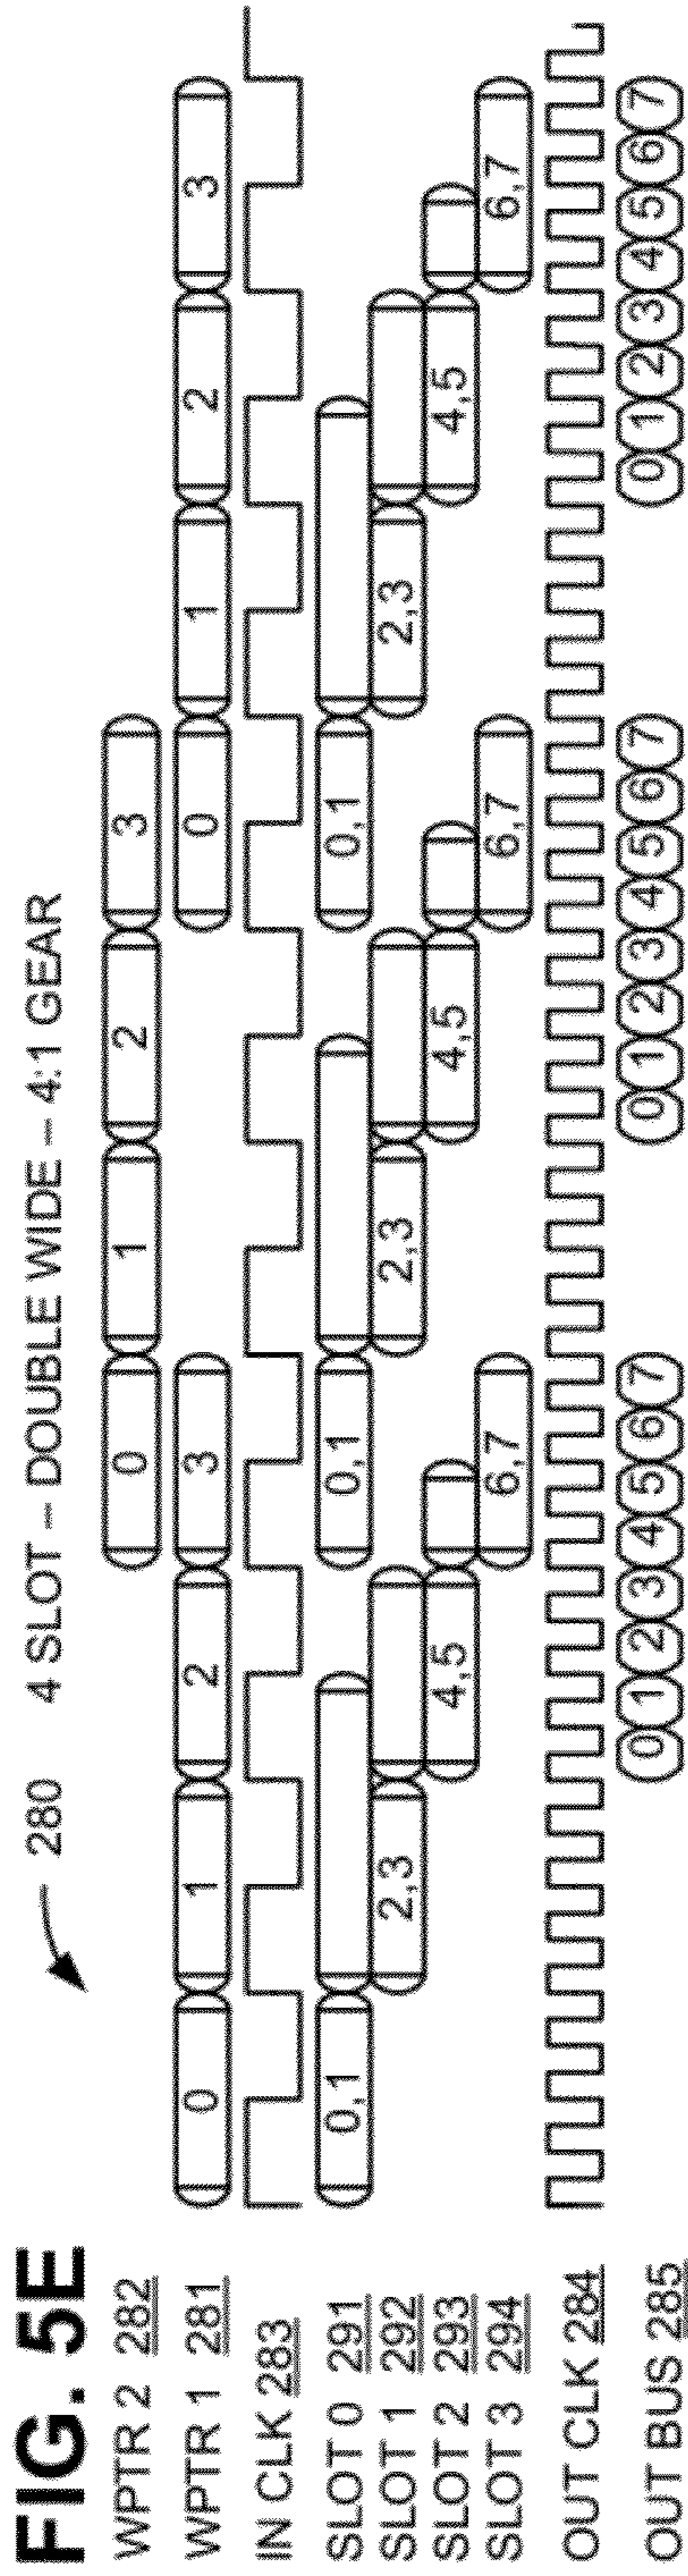 FIG. 5E
280 4 SLOT – DOUBLE WIDE – 4:1 GEAR
WPTR 2 282 0 1 2 3
WPTR 1 281 0 1 2 3 0 1 2 3
IN CLK 283
SLOT 0 291 0,1 0,1 0,1
SLOT 1 292 2,3 2,3 2,3
SLOT 2 293 4,5 4,5 4,5
SLOT 3 294 6,7 6,7 6,7
OUT CLK 284
OUT BUS 285 0 1 2 3 4 5 6 7 0 1 2 3 4 5 6 7 0 1 2 3 4 5 6 7